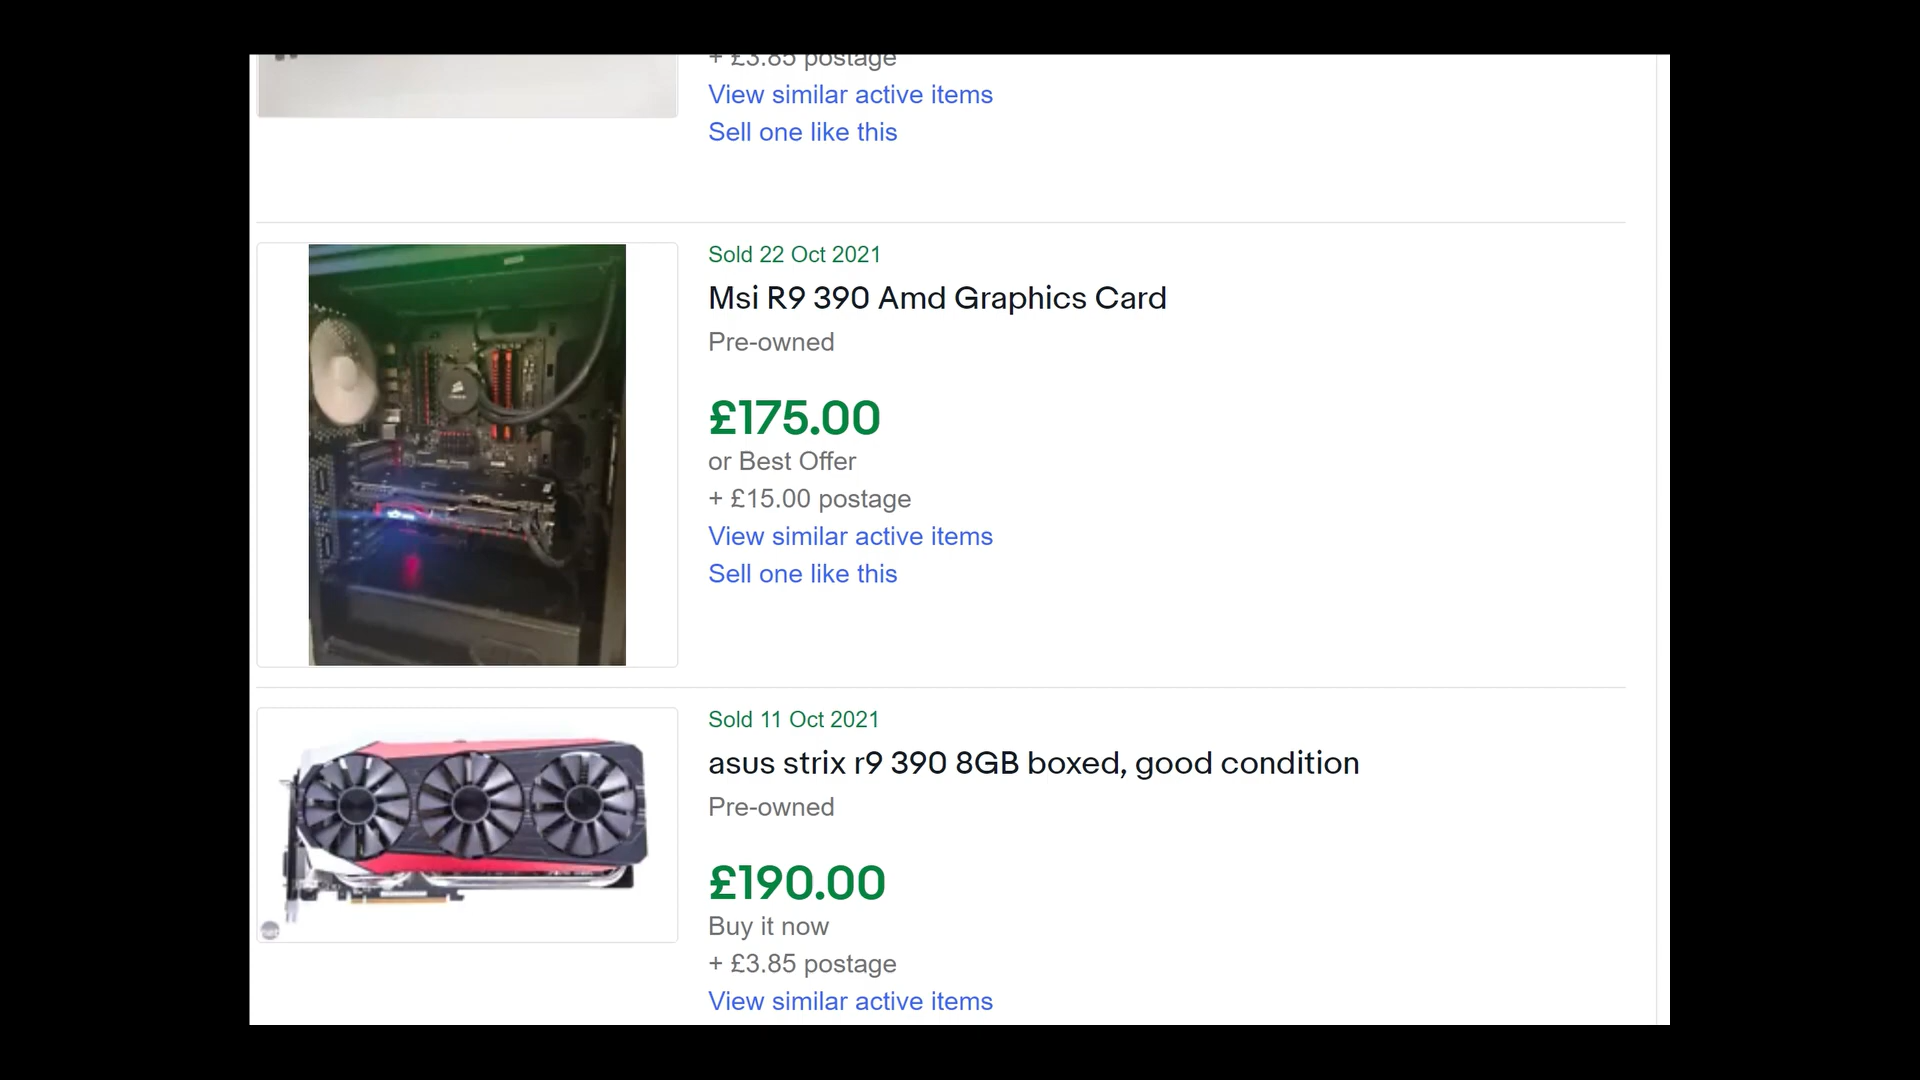 + £3.85 postage
View similar active items
Sell one like this
Sold 22 Oct 2021
Msi R9 390 Amd Graphics Card
Pre-owned
£175.00
or Best Offer
+ £15.00 postage
View similar active items
Sell one like this
Sold 11 Oct 2021
asus strix r9 390 8GB boxed, good condition
Pre-owned
£190.00
Buy it now
+ £3.85 postage
View similar active items